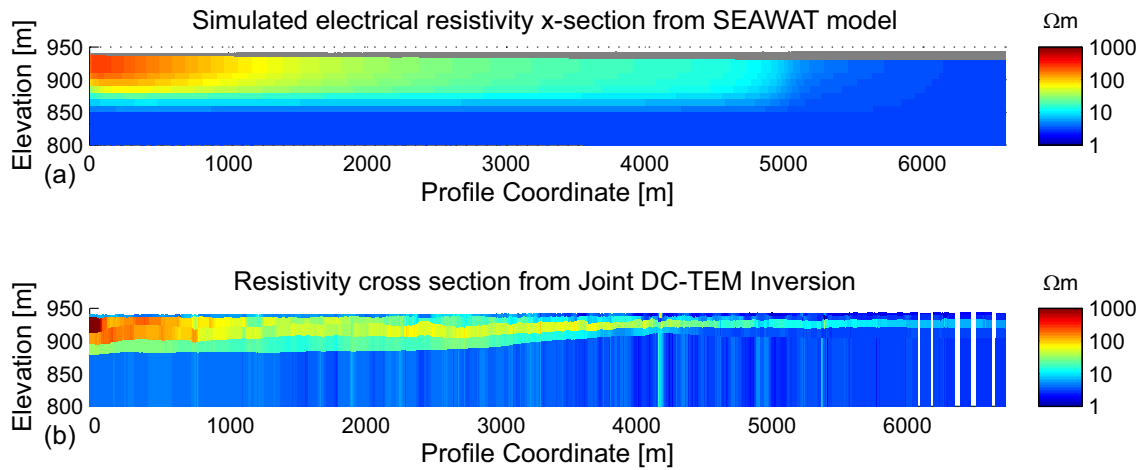 Simulated electrical resistivity x-section from SEAWAT model
Ωm
Elevation [m]
950
900
850
800
0 1000 2000 3000 4000 5000 6000
1000
100
10
1
(a)
Profile Coordinate [m]
Resistivity cross section from Joint DC-TEM Inversion
Ωm
Elevation [m]
950
900
850
800
0 1000 2000 3000 4000 5000 6000
1000
100
10
1
(b)
Profile Coordinate [m]